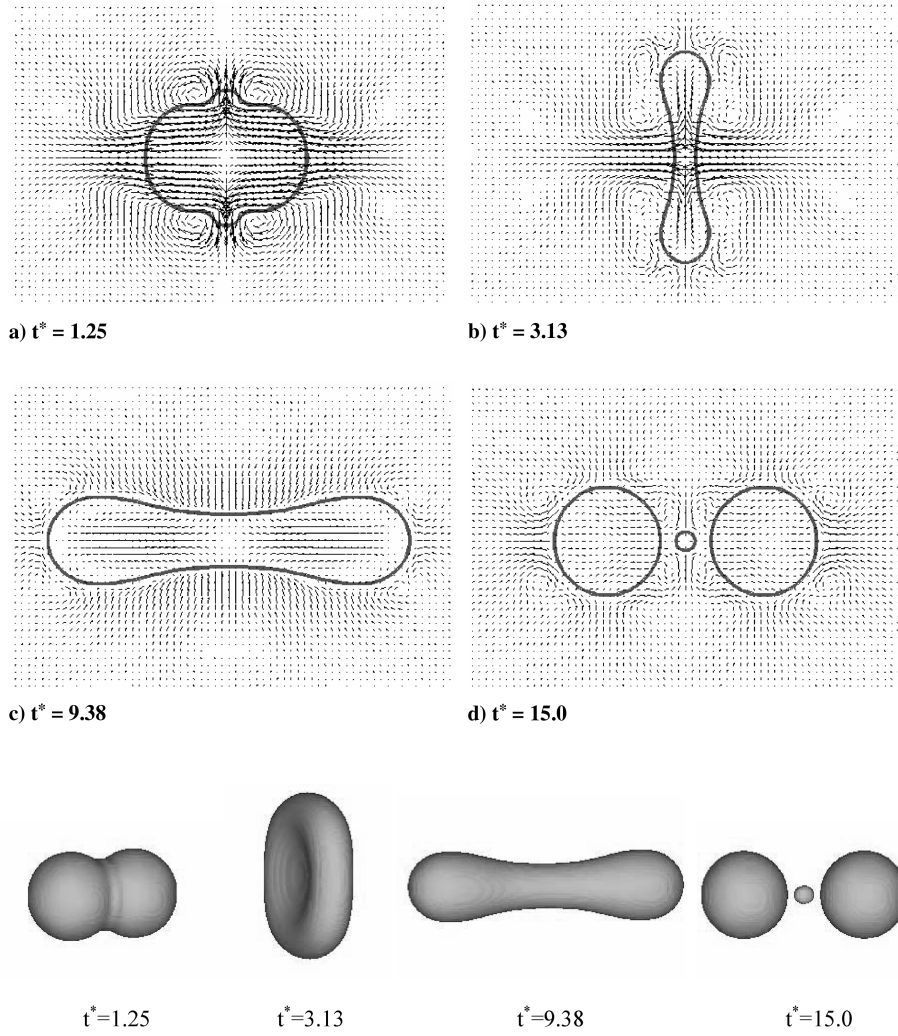 a) t* = 1.25
b) t* = 3.13
c) t* = 9.38
d) t* = 15.0
t*=1.25
t*=3.13
t*=9.38
t*=15.0